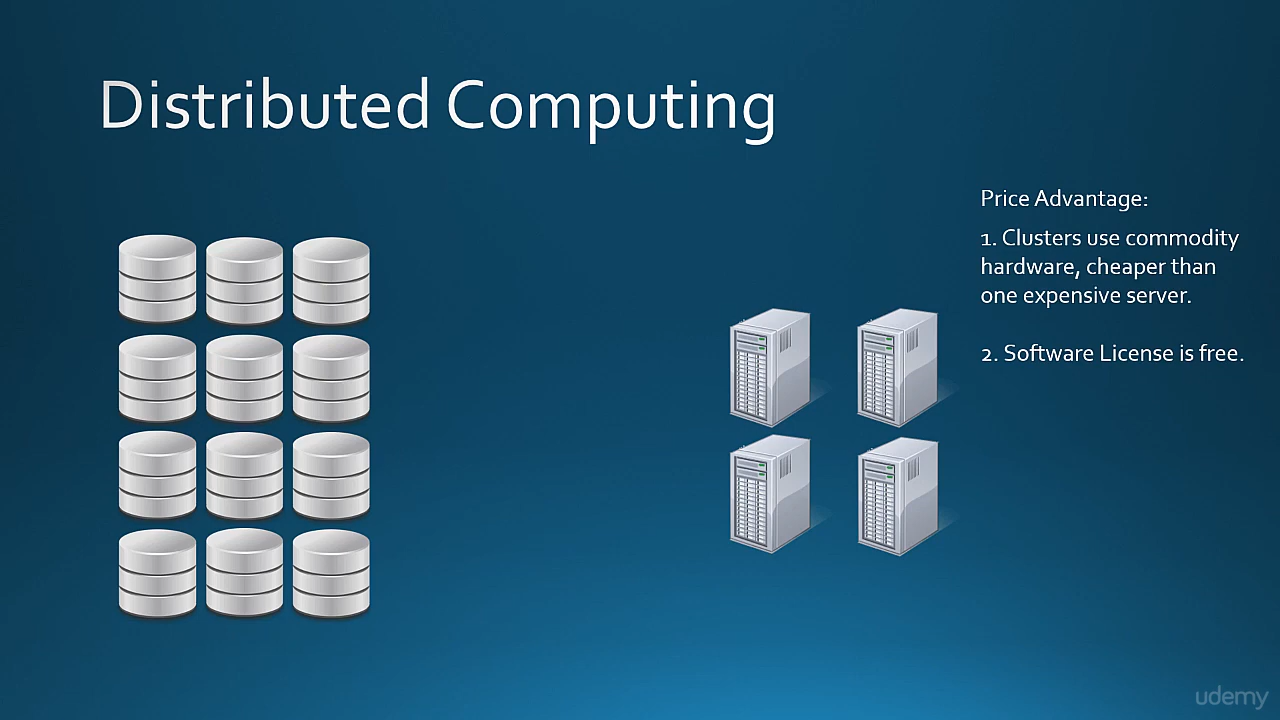 Distributed Computing
Price Advantage:
1. Clusters use commodity
hardware, cheaper than
one expensive server.
2. Software License is free.
udemy